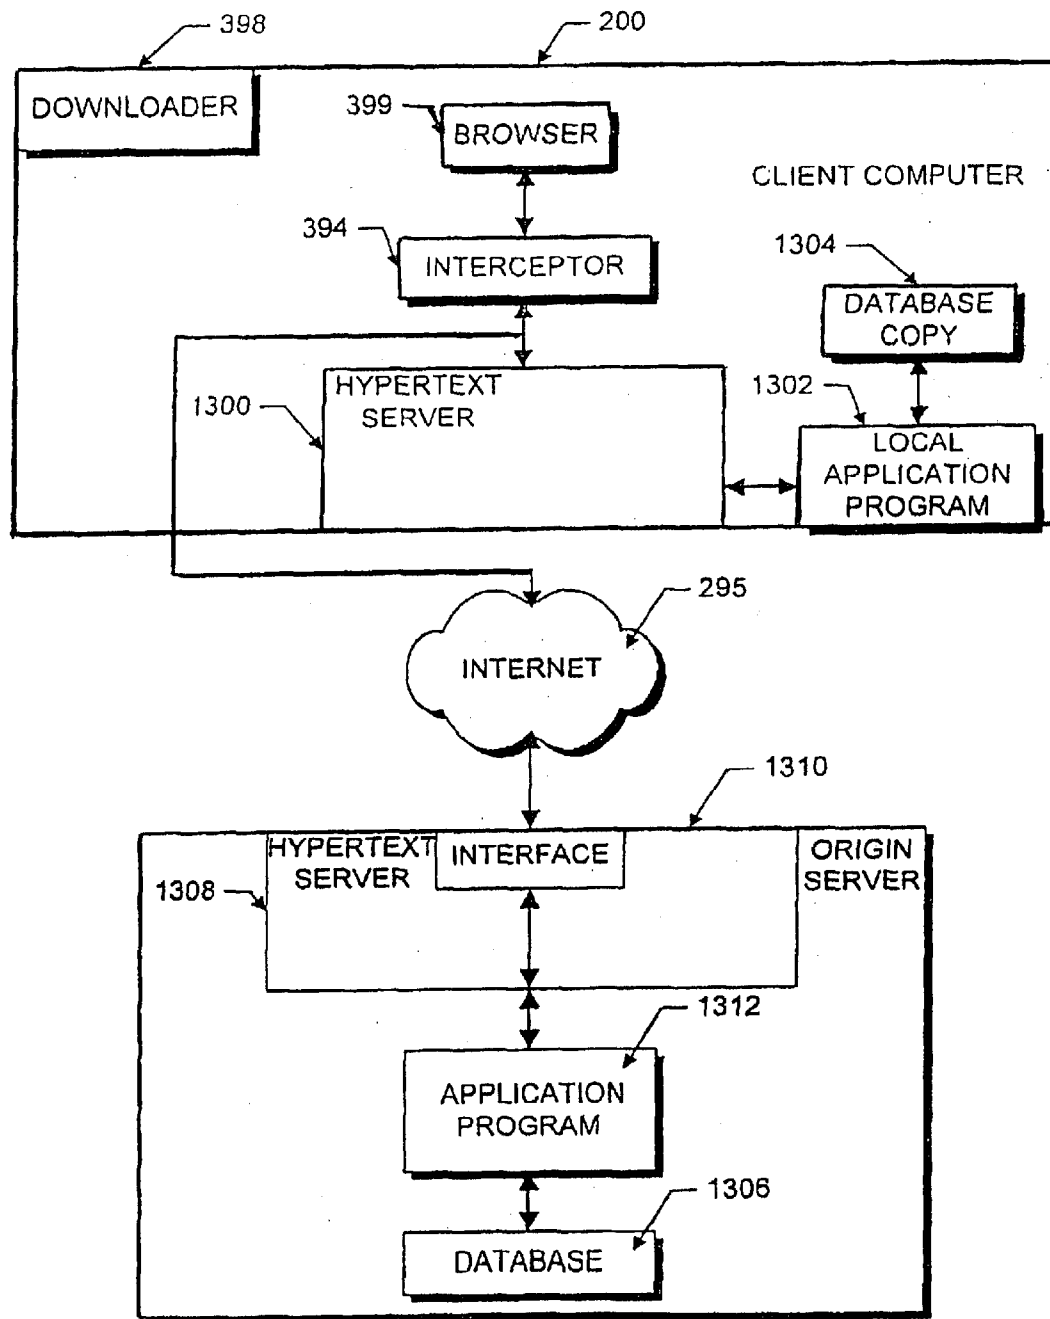 398
200
DOWNLOADER
399
BROWSER
CLIENT COMPUTER
394
INTERCEPTOR
1304
DATABASE
COPY
1300
HYPERTEXT
SERVER
1302
LOCAL
APPLICATION
PROGRAM
295
INTERNET
1310
HYPERTEXT
SERVER
INTERFACE
ORIGIN
SERVER
1308
1312
APPLICATION
PROGRAM
1306
DATABASE